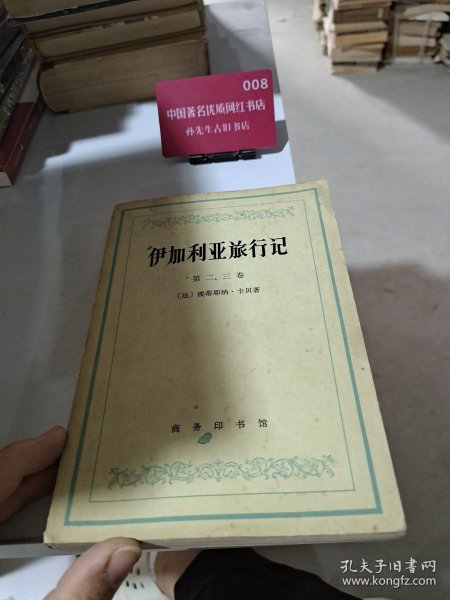 008
中国著名优质网红书店
孙先生古旧书店
伊加利亚旅行记
第二、三卷
〔法〕埃蒂耶纳·卡贝著
商务印书馆
孔夫子旧书网
www.kongfz.com